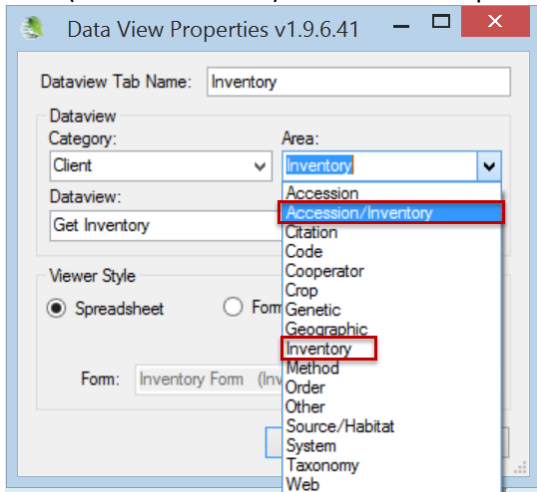 Data View Properties v1.9.6.41
Dataview Tab Name: Inventory
Dataview
Category: Area:
Client Inventory
Dataview:
Get Inventory
Accession
Accession/Inventory
Citation
Code
Cooperator
Crop
Genetic
Geographic
Inventory
Method
Order
Other
Source/Habitat
System
Taxonomy
Web
Viewer Style
Spreadsheet
Form: Inventory Form